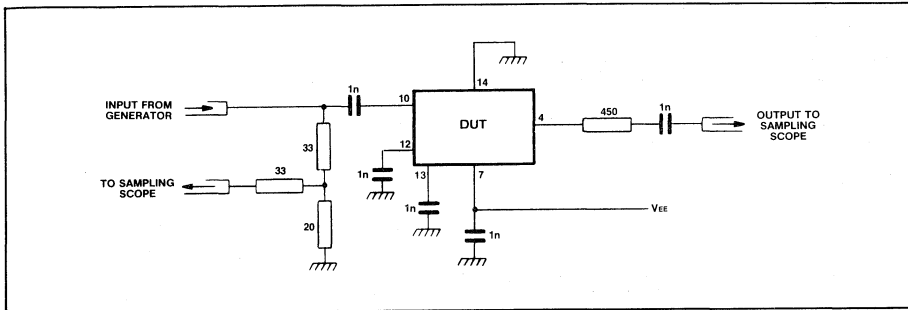 1n
14
INPUT FROM
GENERATOR
10
DUT
4
450
1n
OUTPUT TO
SAMPLING
SCOPE
33
12
1n
13
7
TO SAMPLING
SCOPE
33
1n
VEE
20
1n